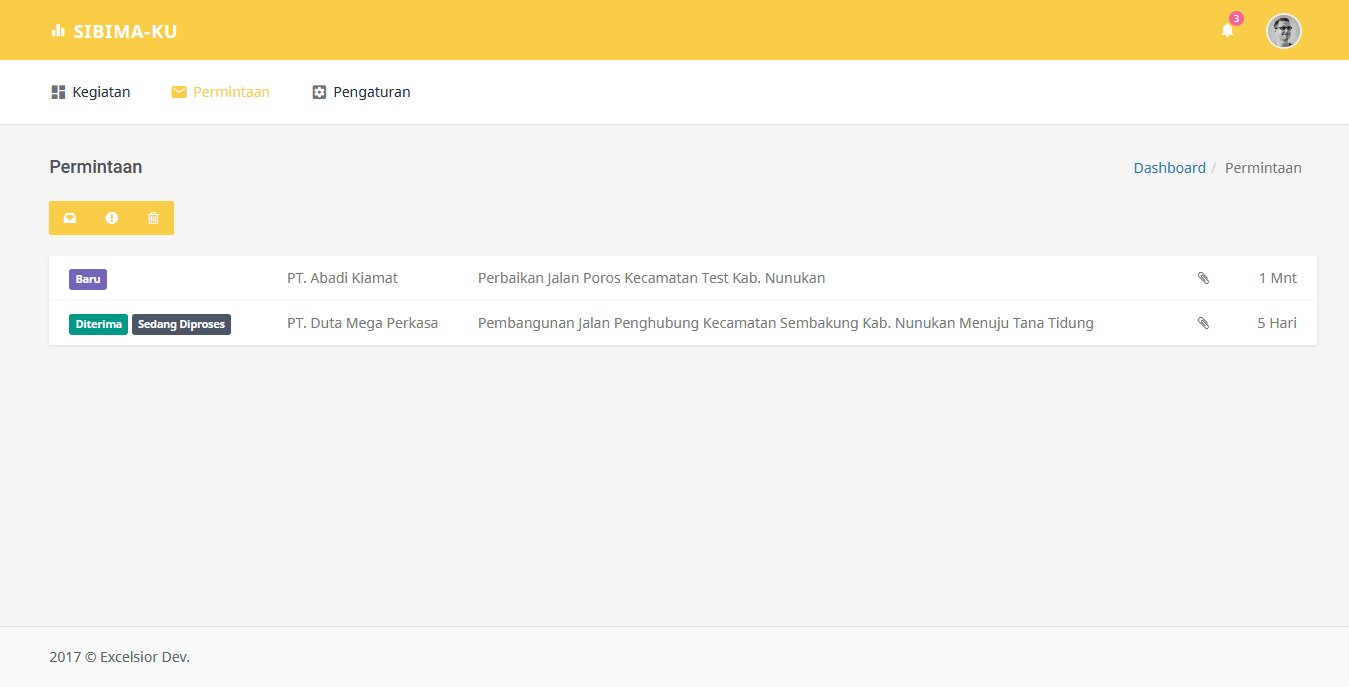 SIBIMA-KU
3
Kegiatan Permintaan Pengaturan
Permintaan
Dashboard / Permintaan
Baru PT. Abadi Kiamat Perbaikan Jalan Poros Kecamatan Test Kab. Nunukan 1 Mnt
Diterima Sedang Diproses PT. Duta Mega Perkasa Pembangunan Jalan Penghubung Kecamatan Sembakung Kab. Nunukan Menuju Tana Tidung 5 Hari
2017 © Excelsior Dev.